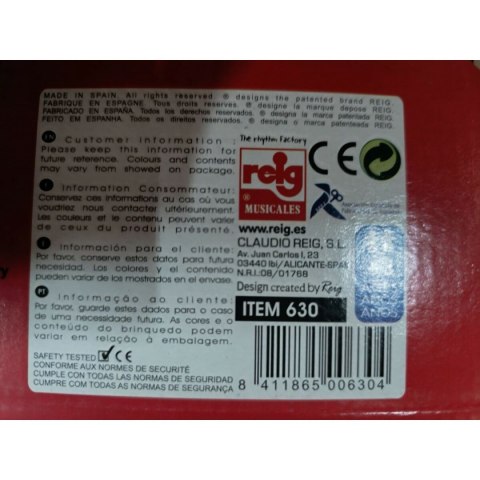 MADE IN SPAIN. All rights reserved. ® designs the patented brand REIG.
FABRIQUE EN ESPAGNE. Tous droits reserves. ® designe la marque deposé REIG.
FABRICADO EN ESPAÑA. Todos los derechos reservados. ® designa la marca patentada REIG.
FEITO EM ESPANHA. Todos os direitos reservados. ® designa o marca patenteada REIG.
EN Customer information :
Please keep this information for
future reference. Colours and contents
may vary from showed on package.
Information Consommateur:
Conservez ces informations au cas où vous
voudriez nous contacter ultérieurement.
Les couleurs et le contenu peuvent varier
de ceux du produit présenté.
Información para el cliente:
Por favor, conserve estos datos para futura
necesidad. Los colores y el contenido
pueden variar de los mostrados en el envase.
PT Informação ao cliente
Por favor, guarde estes dados para o caso
de uma necessidade futura. As cores e o
conteúdo do brinquedo podem
variar em relação à embalagem.
SAFETY TESTED CE
CONFORME AUX NORMES DE SECURITÉ
CUMPLE CON TODAS LAS NORMAS DE SEGURIDAD
CUMPRE COM TODAS AS NORMAS DE SEGURANÇA
The rhythm Factory
reig
® MUSICALES
CE
www.reig.es
CLAUDIO REIG, S.L.
Av. Juan Carlos I, 23
03440 Ibi/ALICANTE-SPAIN
N.R.I.:08/01768
Design created by Reig
ITEM 630
8 411865 006304